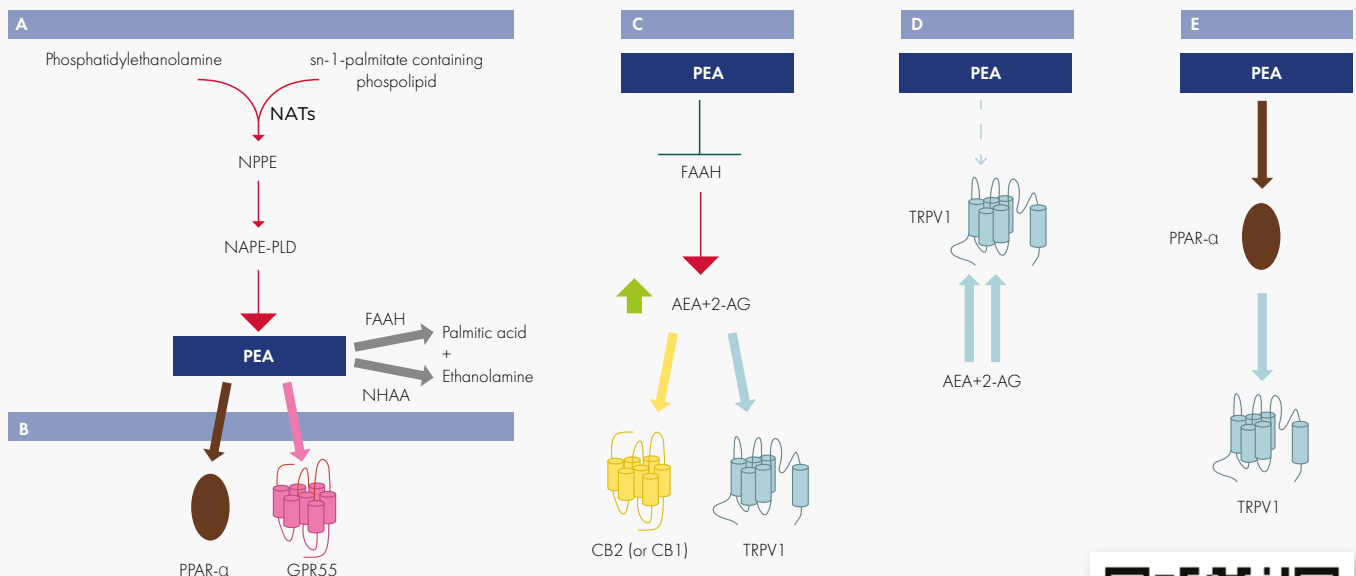 A
Phosphatidylethanolamine
sn-1-palmitate containing
phospolipid
NATs
NPPE
NAPE-PLD
PEA
FAAH
NHAA
Palmitic acid
+
Ethanolamine
B
PPAR-α
GPR55
C
PEA
FAAH
AEA+2-AG
CB2 (or CB1)
TRPV1
D
PEA
TRPV1
AEA+2-AG
E
PEA
PPAR-α
TRPV1